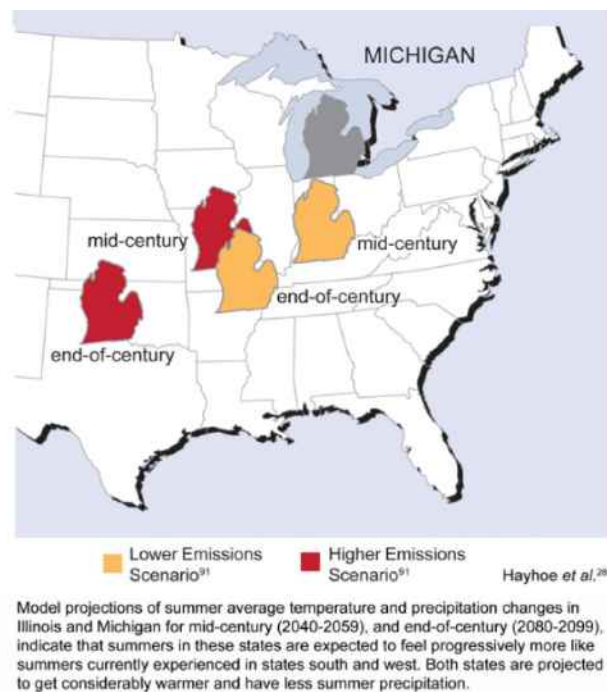 MICHIGAN
mid-century
mid-century
end-of-century
end-of-century
Lower Emissions
Scenario⁹¹
Higher Emissions
Scenario⁹¹
Hayhoe et al.²⁸
Model projections of summer average temperature and precipitation changes in
Illinois and Michigan for mid-century (2040-2059), and end-of-century (2080-2099),
indicate that summers in these states are expected to feel progressively more like
summers currently experienced in states south and west. Both states are projected
to get considerably warmer and have less summer precipitation.